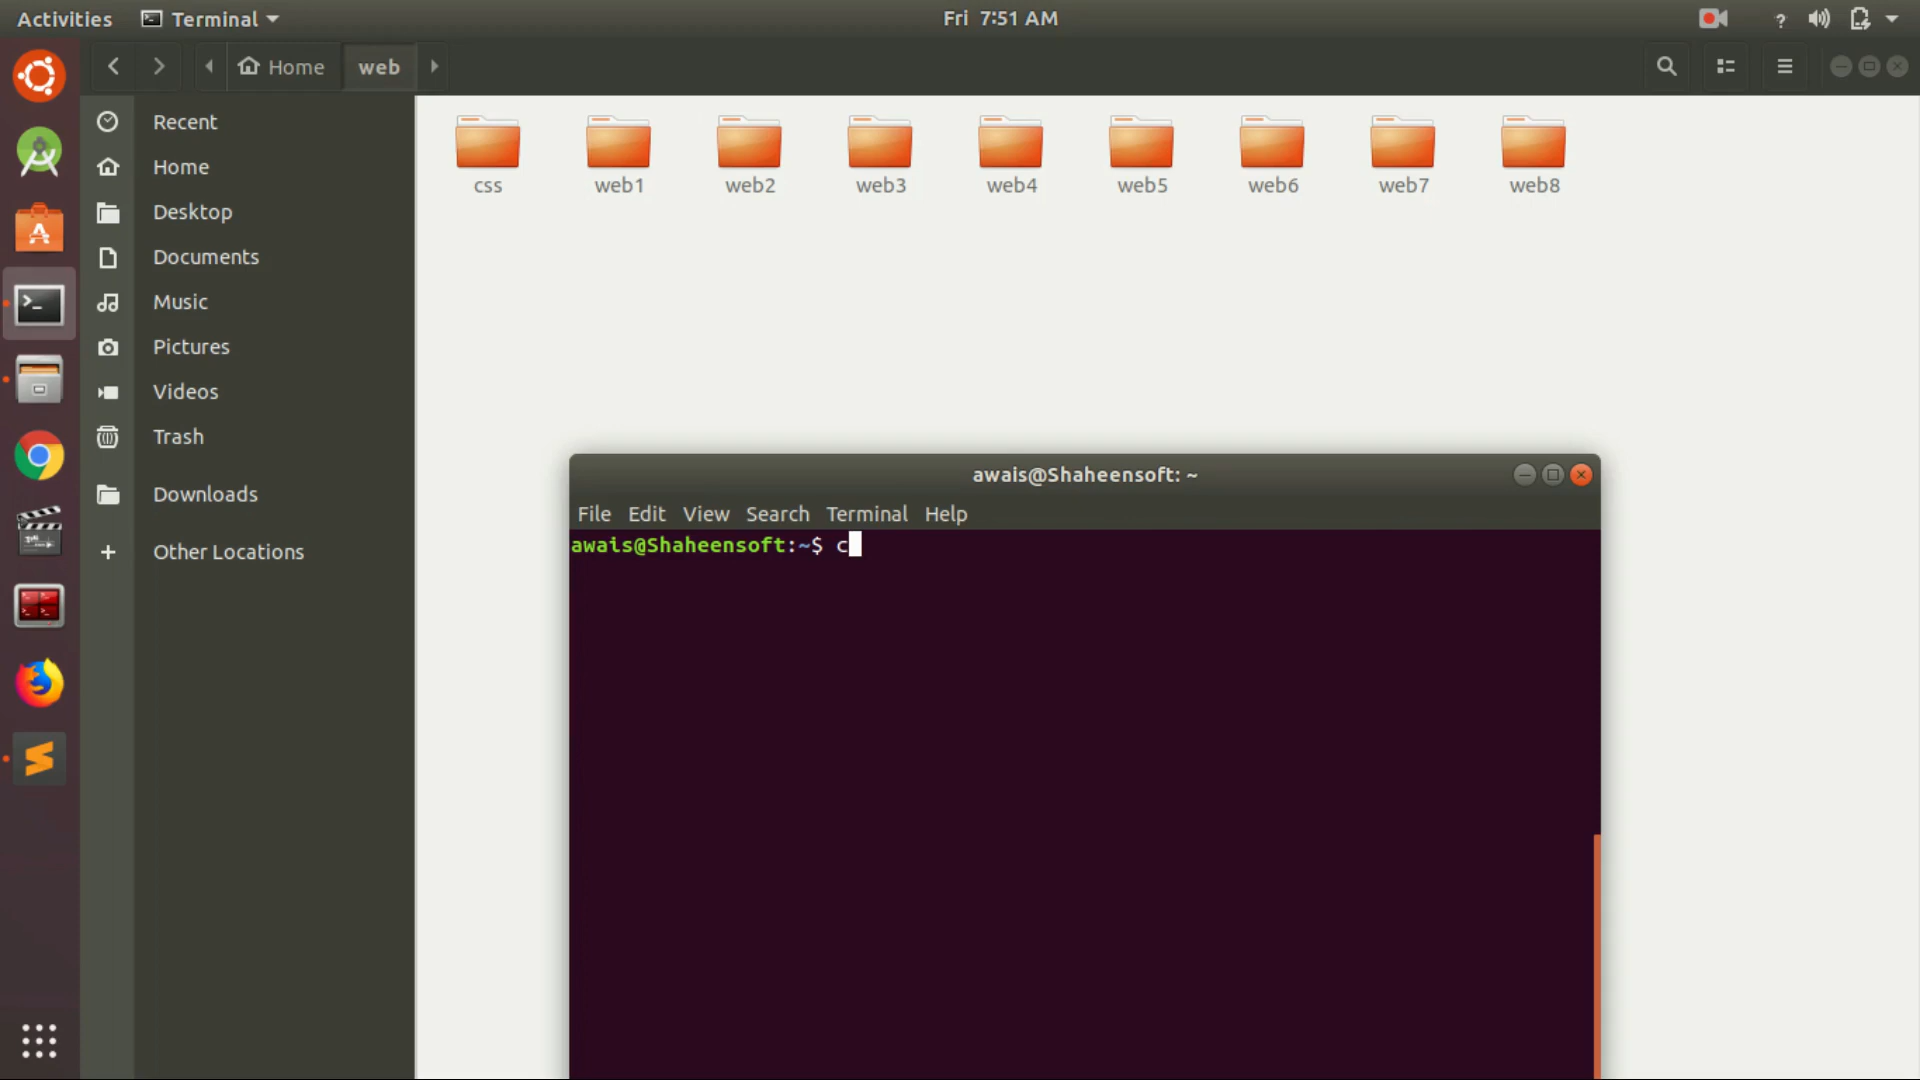 Activities
Terminal
Fri 7:51 AM
?
Home
web
Recent
Home
Desktop
Documents
Music
Pictures
Videos
Trash
Downloads
+ Other Locations
css
web1
web2
web3
web4
web5
web6
web7
web8
awais@Shaheensoft: ~
File Edit View Search Terminal Help
awais@Shaheensoft:~$ c